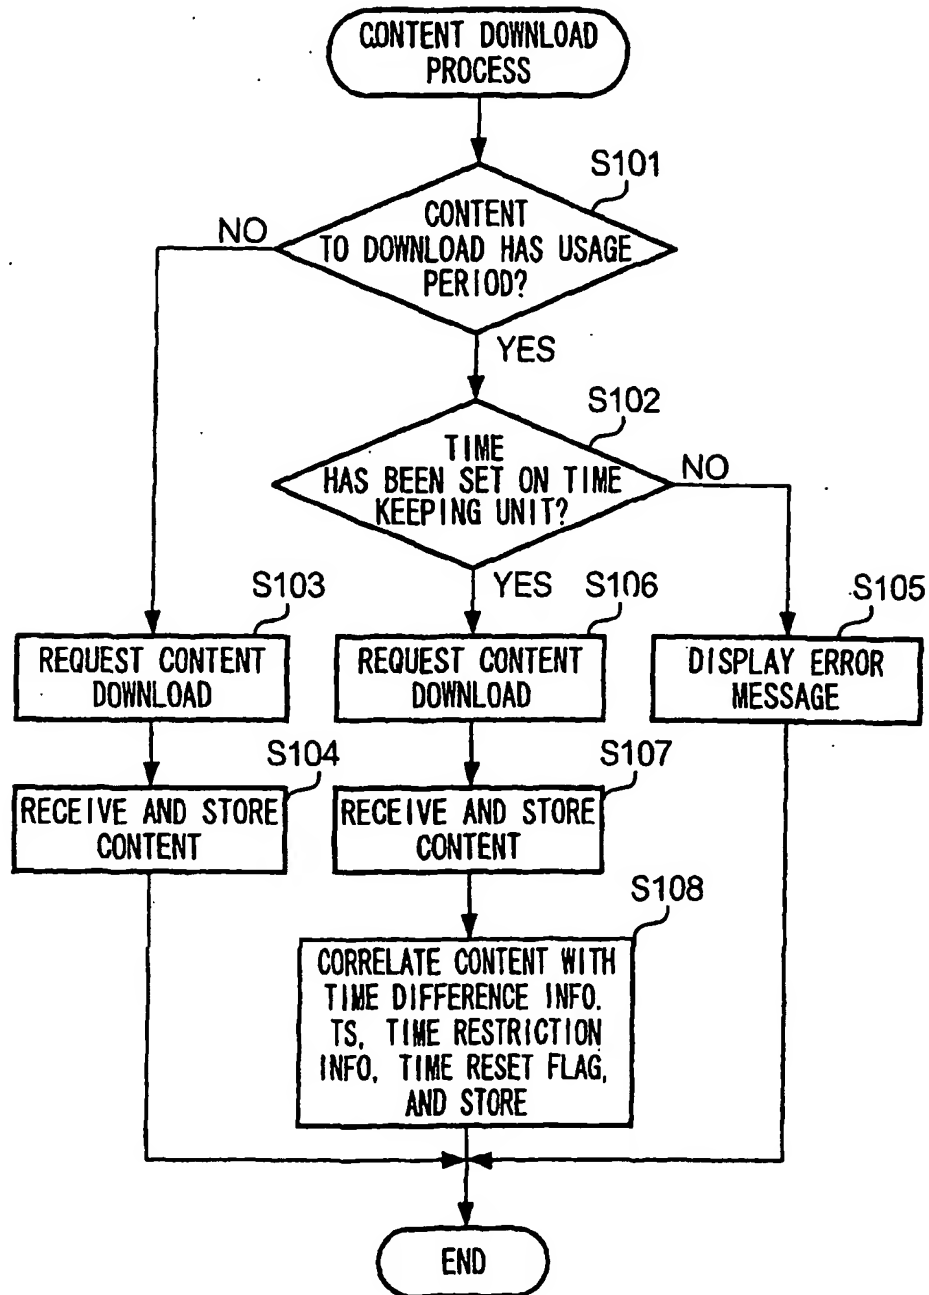 CONTENT DOWNLOAD
PROCESS
S101
CONTENT
TO DOWNLOAD HAS USAGE
PERIOD?
NO
YES
S102
TIME
HAS BEEN SET ON TIME
KEEPING UNIT?
NO
YES
S103
REQUEST CONTENT
DOWNLOAD
S106
REQUEST CONTENT
DOWNLOAD
S105
DISPLAY ERROR
MESSAGE
S104
RECEIVE AND STORE
CONTENT
S107
RECEIVE AND STORE
CONTENT
S108
CORRELATE CONTENT WITH
TIME DIFFERENCE INFO.
TS, TIME RESTRICTION
INFO, TIME RESET FLAG,
AND STORE
END